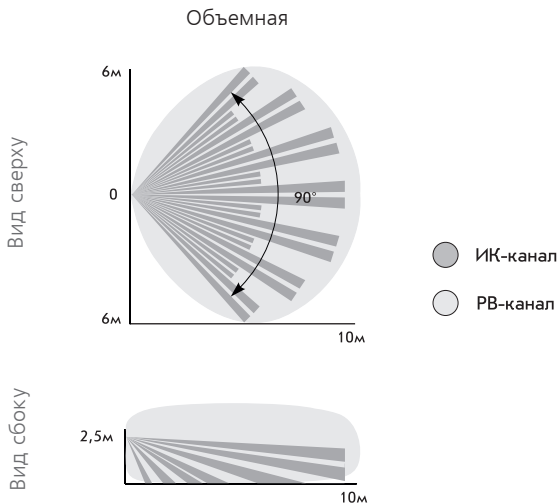 Объемная
Вид сверху
6м
0
6м
90°
10м
ИК-канал
РВ-канал
Вид сбоку
2,5м
10м